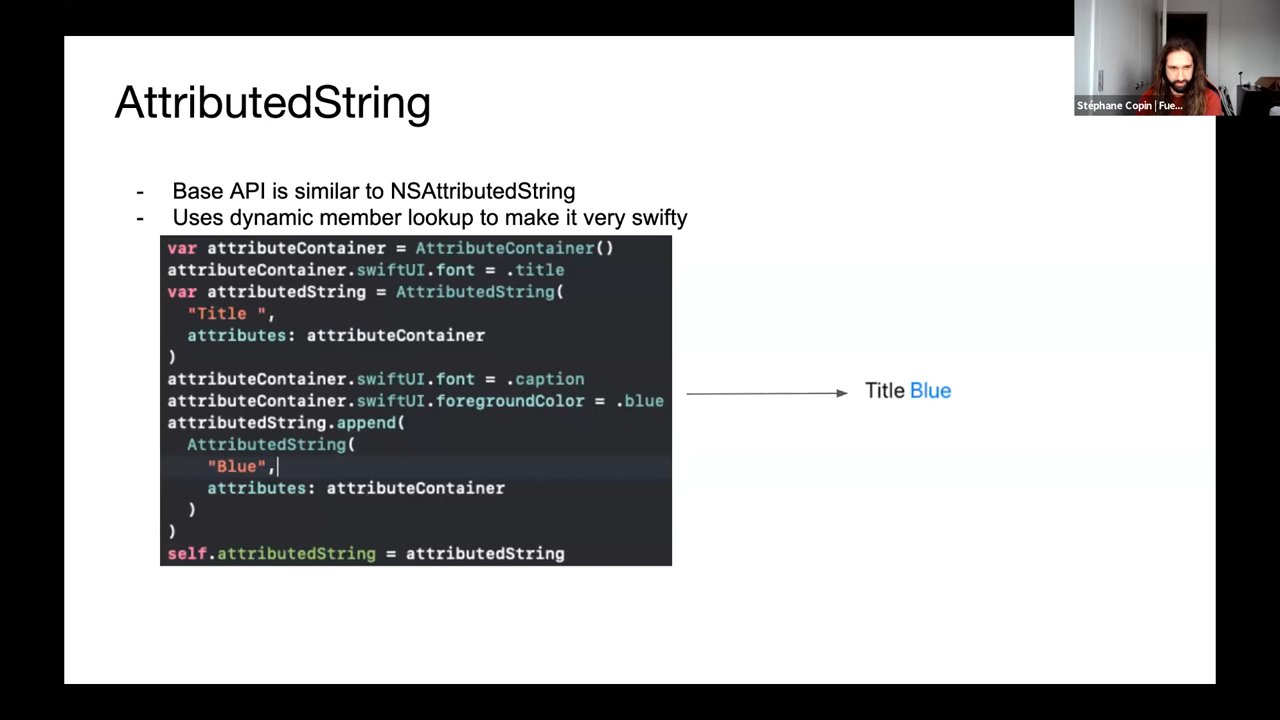 AttributedString
Stéphane Copin | Fue...
- Base API is similar to NSAttributedString
- Uses dynamic member lookup to make it very swifty
var attributeContainer = AttributeContainer()
attributeContainer.swiftUI.font = .title
var attributedString = AttributedString(
"Title ",
attributes: attributeContainer
)
attributeContainer.swiftUI.font = .caption
attributeContainer.swiftUI.foregroundColor = .blue
attributedString.append(
AttributedString(
"Blue",
attributes: attributeContainer
)
)
self.attributedString = attributedString
Title Blue